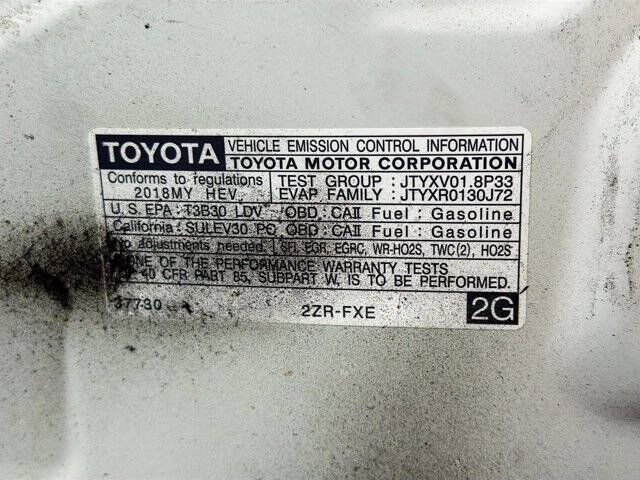 TOYOTA VEHICLE EMISSION CONTROL INFORMATION
TOYOTA MOTOR CORPORATION
Conforms to regulations TEST GROUP : JTYXV01.8P33
2018MY HEV EVAP FAMILY : JTYXR0130J72
U.S. EPA : T3B30 LDV OBD : CAII Fuel : Gasoline
California : SULEV30 PC OBD : CAII Fuel : Gasoline
No adjustments needed. SFI, EGR, EGRC, WR-HO2S, TWC(2), HO2S
NONE OF THE PERFORMANCE WARRANTY TESTS
40 CFR PART 85, SUBPART W, IS TO BE PERFORMED.
37730 2ZR-FXE 2G